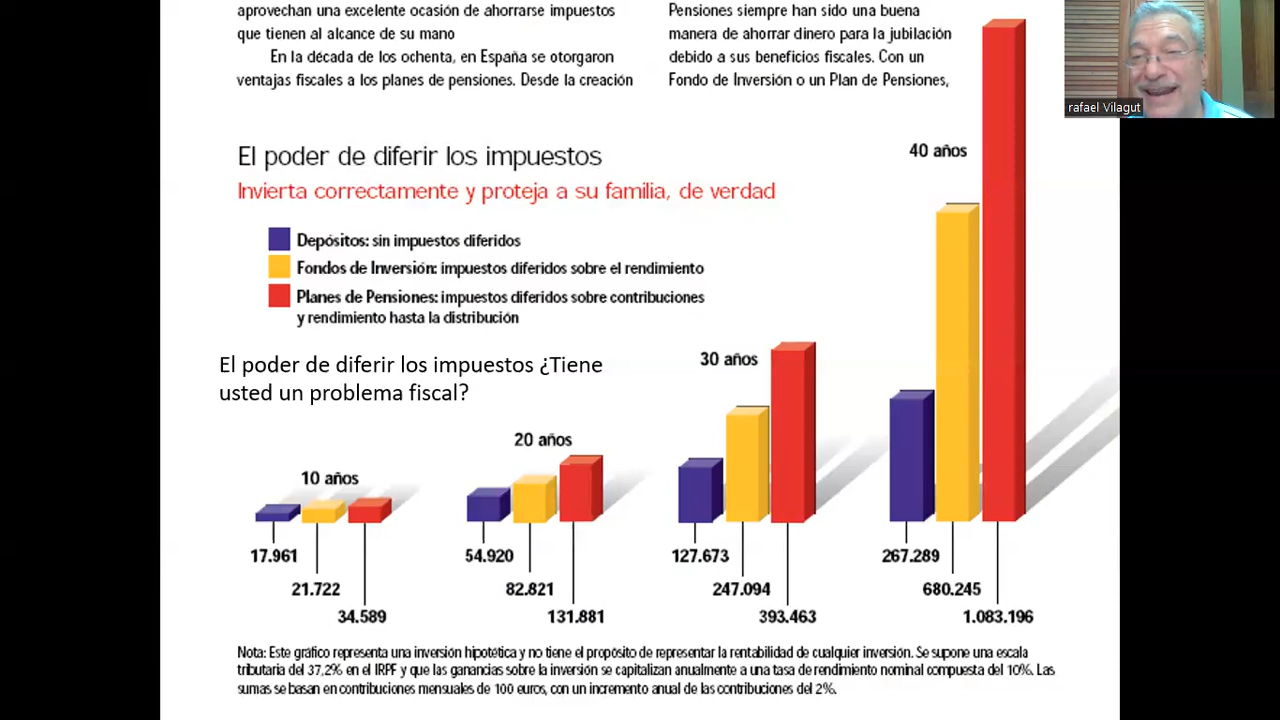 aprovechan una excelente ocasión de ahorrarse impuestos
que tienen al alcance de su mano
En la década de los ochenta, en España se otorgaron
ventajas fiscales a los planes de pensiones. Desde la creación
Pensiones siempre han sido una buena
manera de ahorrar dinero para la jubilación
debido a sus beneficios fiscales. Con un
Fondo de Inversión o un Plan de Pensiones,
rafael Vilagut
El poder de diferir los impuestos
Invierta correctamente y proteja a su familia, de verdad
Depósitos: sin impuestos diferidos
Fondos de Inversión: impuestos diferidos sobre el rendimiento
Planes de Pensiones: impuestos diferidos sobre contribuciones
y rendimiento hasta la distribución
El poder de diferir los impuestos ¿Tiene
usted un problema fiscal?
10 años
17.961
21.722
34.589
20 años
54.920
82.821
131.881
30 años
127.673
247.094
393.463
40 años
267.289
680.245
1.083.196
Nota: Este gráfico representa una inversión hipotética y no tiene el propósito de representar la rentabilidad de cualquier inversión. Se supone una escala
tributaria del 37,2% en el IRPF y que las ganancias sobre la inversión se capitalizan anualmente a una tasa de rendimiento nominal compuesta del 10%. Las
sumas se basan en contribuciones mensuales de 100 euros, con un incremento anual de las contribuciones del 2%.